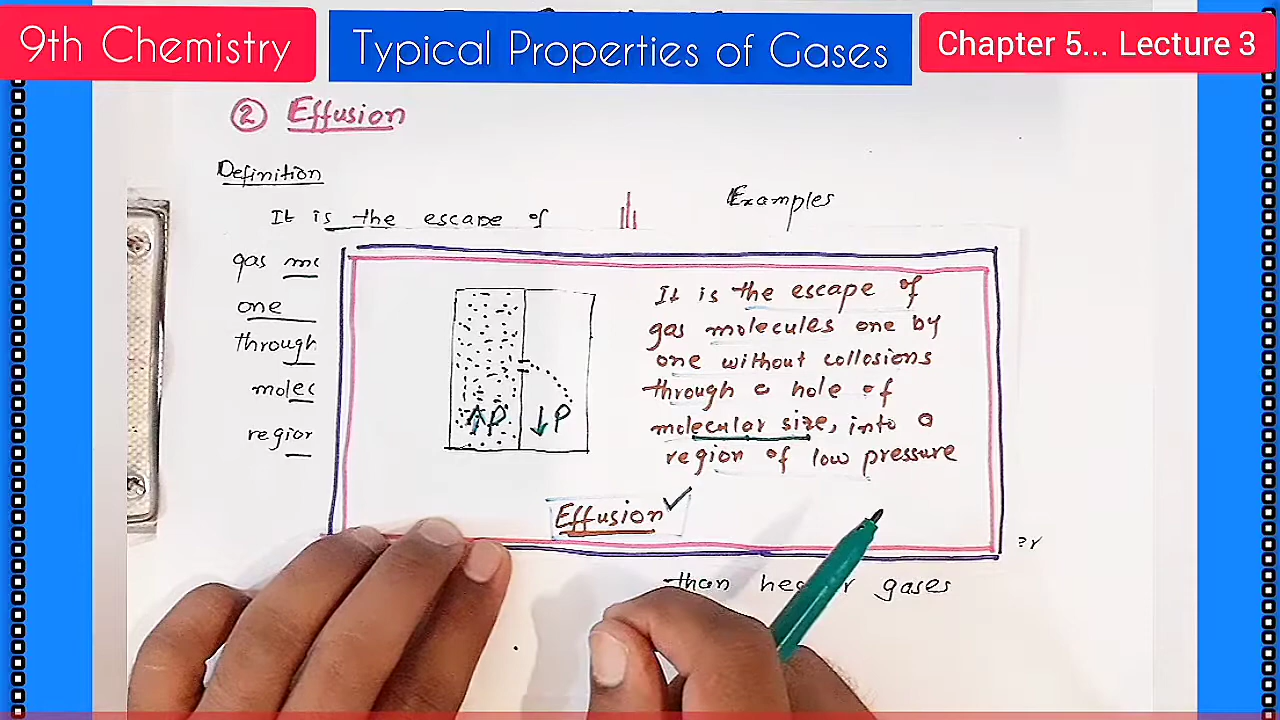 9th Chemistry
Typical Properties of Gases
Chapter 5... Lecture 3
② Effusion
Definition
It is the escape of
gas
one
through
molec
region
Examples
It is the escape of
gas molecules one by
one without collosions
through a hole of
molecular size, into a
region of low pressure
↑P
↓P
Effusion ✓
than gases